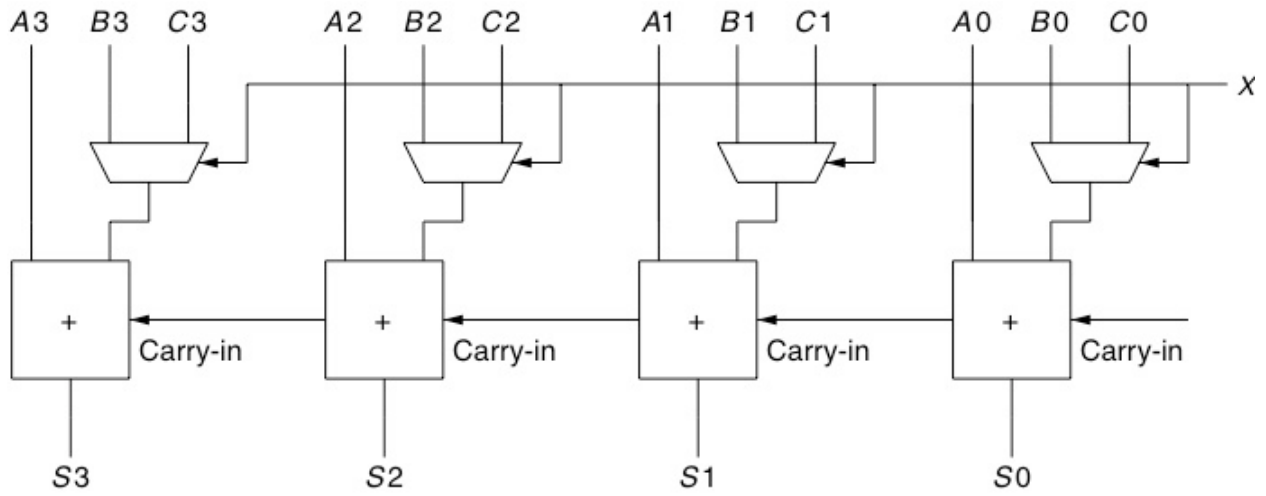 A3 B3 C3 A2 B2 C2 A1 B1 C1 A0 B0 C0
X
+ + + +
Carry-in Carry-in Carry-in Carry-in
S3 S2 S1 S0